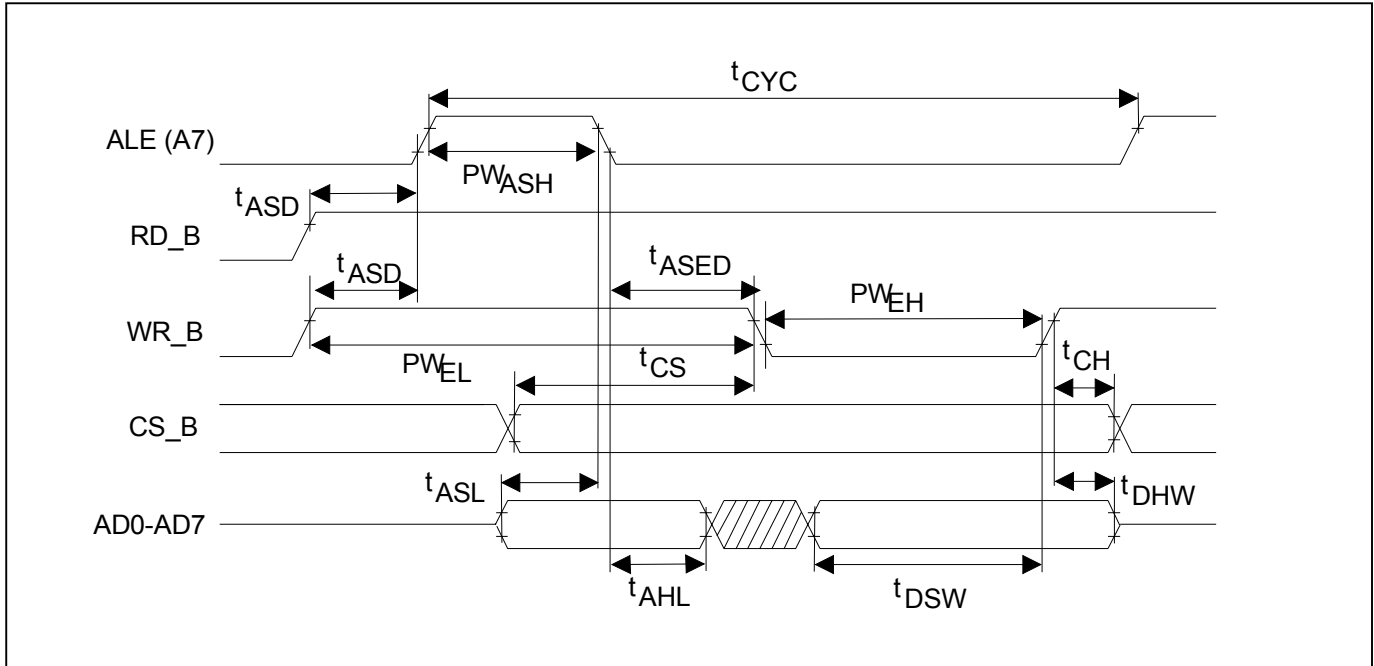 tCYC
ALE (A7)
PWASH
tASD
RD_B
tASD
tASED
PWEH
WR_B
PWEL
tCS
tCH
CS_B
tASL
tDHW
AD0-AD7
tAHL
tDSW